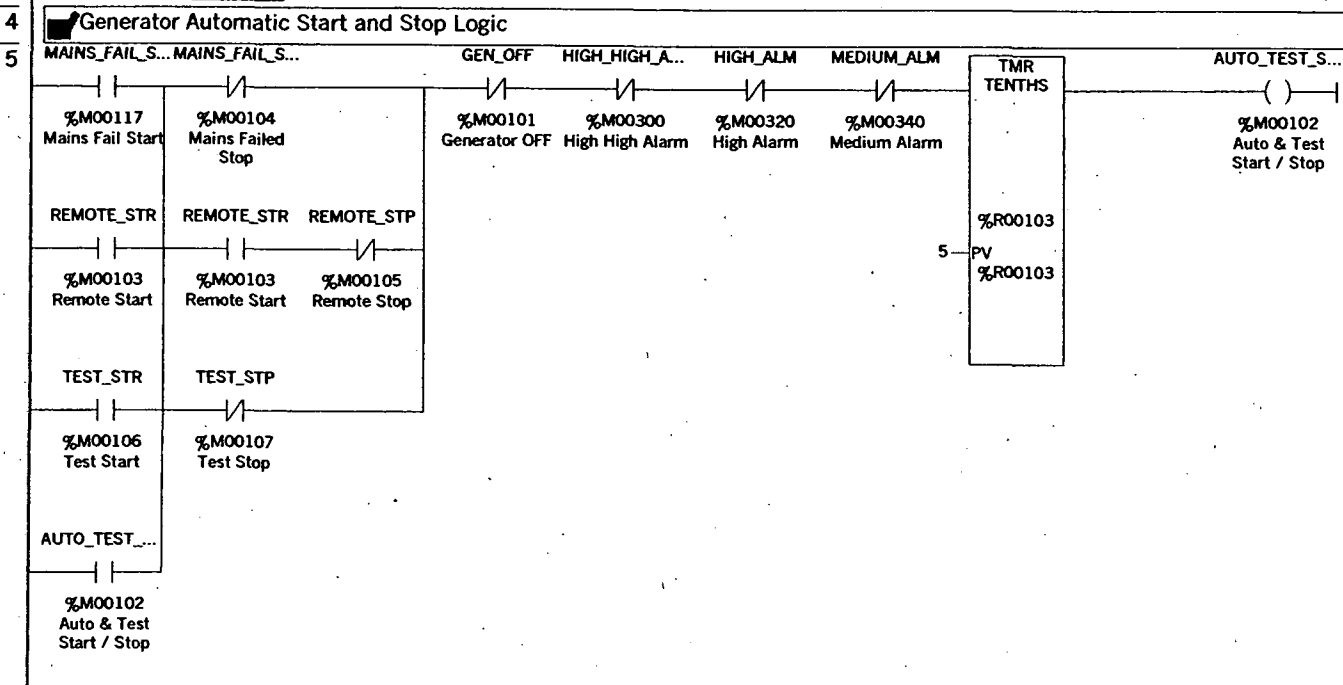 4 Generator Automatic Start and Stop Logic
5 MAINS_FAIL_S... MAINS_FAIL_S... GEN_OFF HIGH_HIGH_A... HIGH_ALM MEDIUM_ALM TMR AUTO_TEST_S...
TENTHS
%M00117 %M00104 %M00101 %M00300 %M00320 %M00340 %M00102
Mains Fail Start Mains Failed Generator OFF High High Alarm High Alarm Medium Alarm Auto & Test
Stop Start / Stop
REMOTE_STR REMOTE_STR REMOTE_STP %R00103
5 PV
%M00103 %M00103 %M00105 %R00103
Remote Start Remote Start Remote Stop
TEST_STR TEST_STP
%M00106 %M00107
Test Start Test Stop
AUTO_TEST_...
%M00102
Auto & Test
Start / Stop